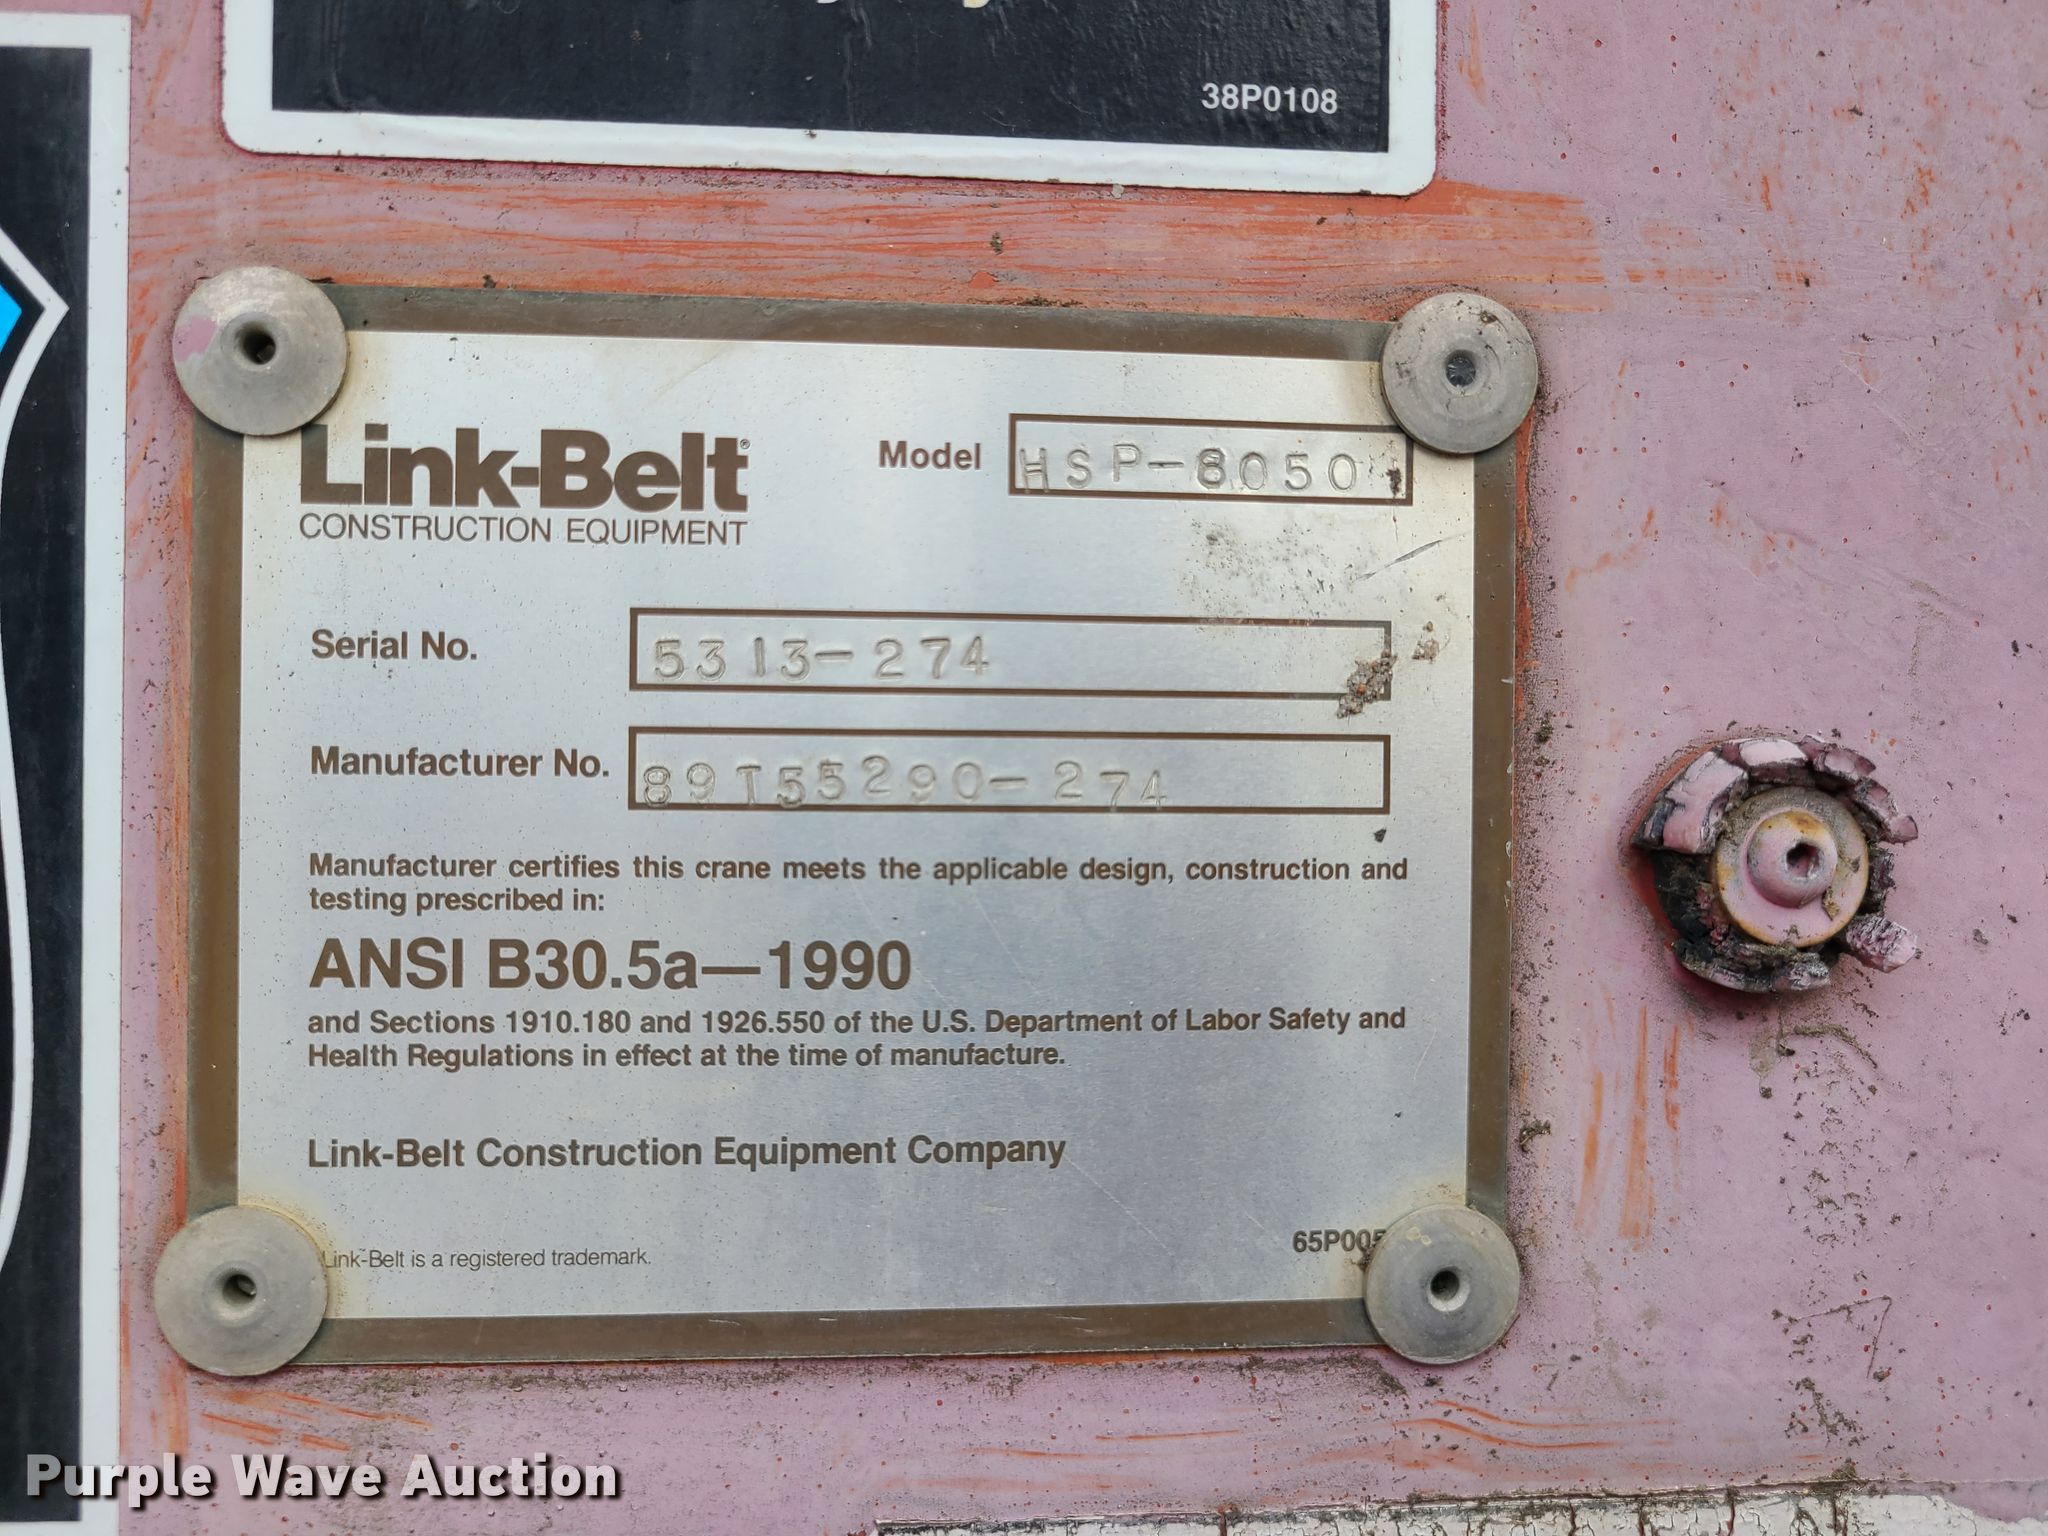 38P0108
Link-Belt®
CONSTRUCTION EQUIPMENT
Model HSP-8050
Serial No. 5313-274
Manufacturer No. 89T55290-274
Manufacturer certifies this crane meets the applicable design, construction and
testing prescribed in:
ANSI B30.5a—1990
and Sections 1910.180 and 1926.550 of the U.S. Department of Labor Safety and
Health Regulations in effect at the time of manufacture.
Link-Belt Construction Equipment Company
Link-Belt is a registered trademark.
Purple Wave Auction